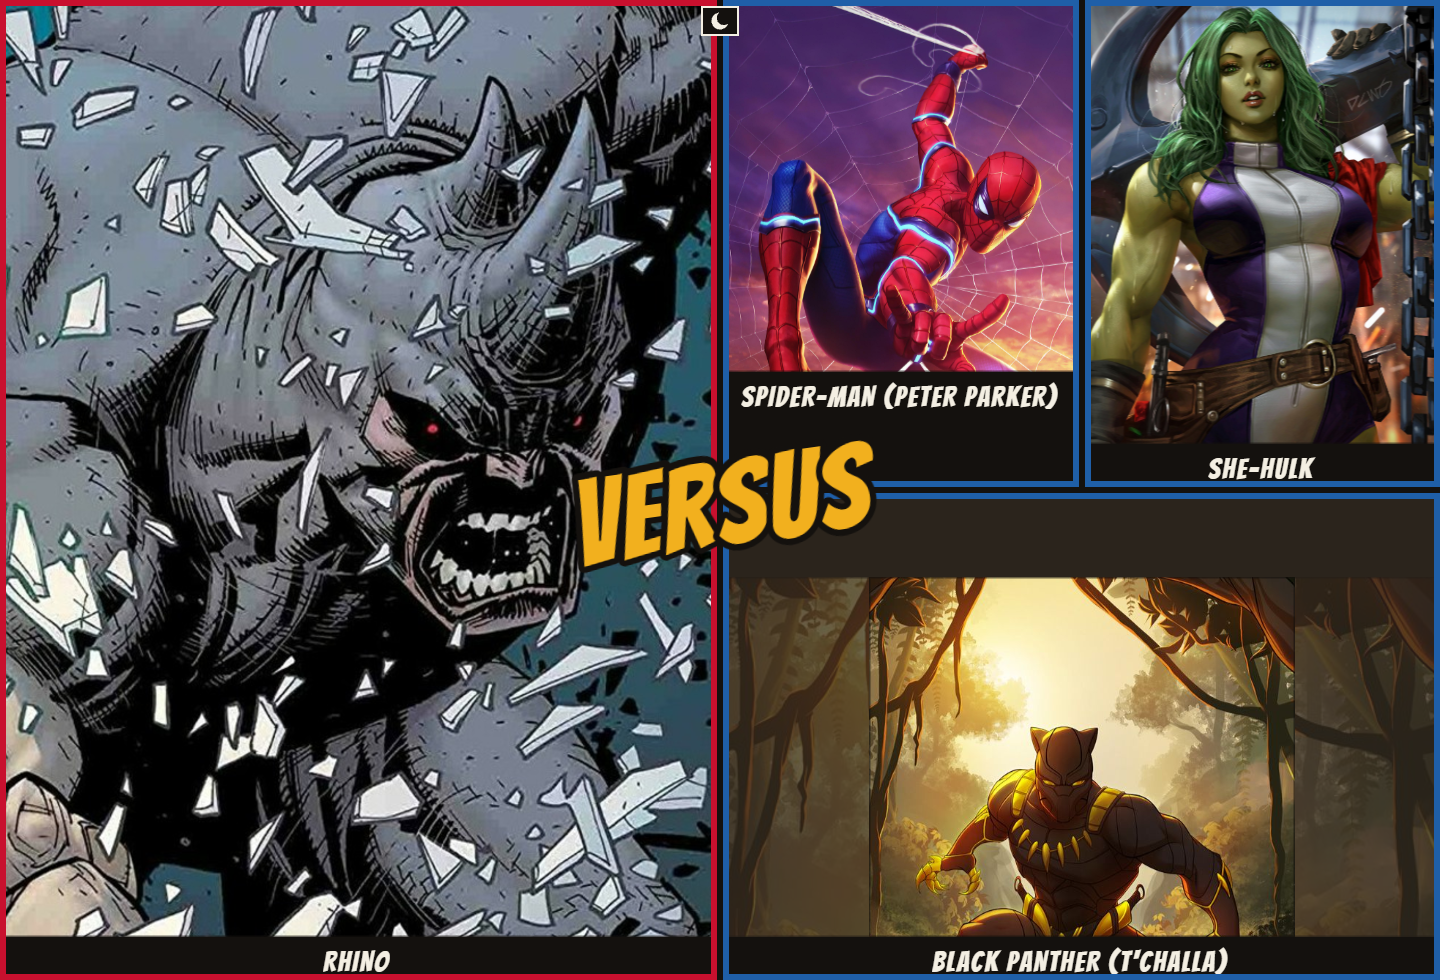 SPIDER-MAN (PETER PARKER)
SHE-HULK
VERSUS
RHINO
BLACK PANTHER (T'CHALLA)